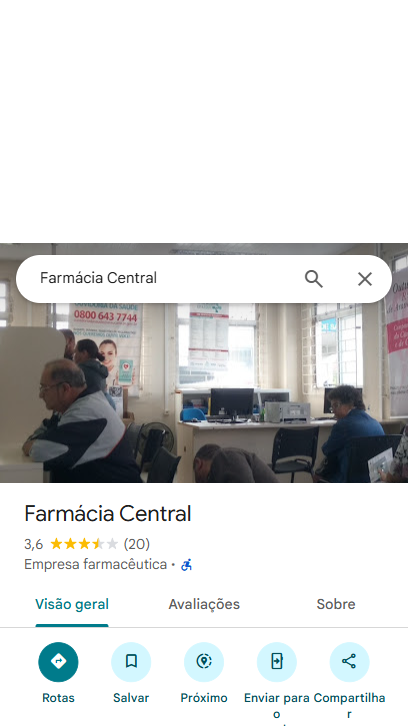 Farmácia Central
OUVIDORIA DA SAÚDE
0800 643 7744
Farmácia Central
3,6
(20)
Empresa farmacêutica ·
Visão geral
Avaliações
Sobre
Rotas
Salvar
Próximo
Enviar para
o
Compartilha
r